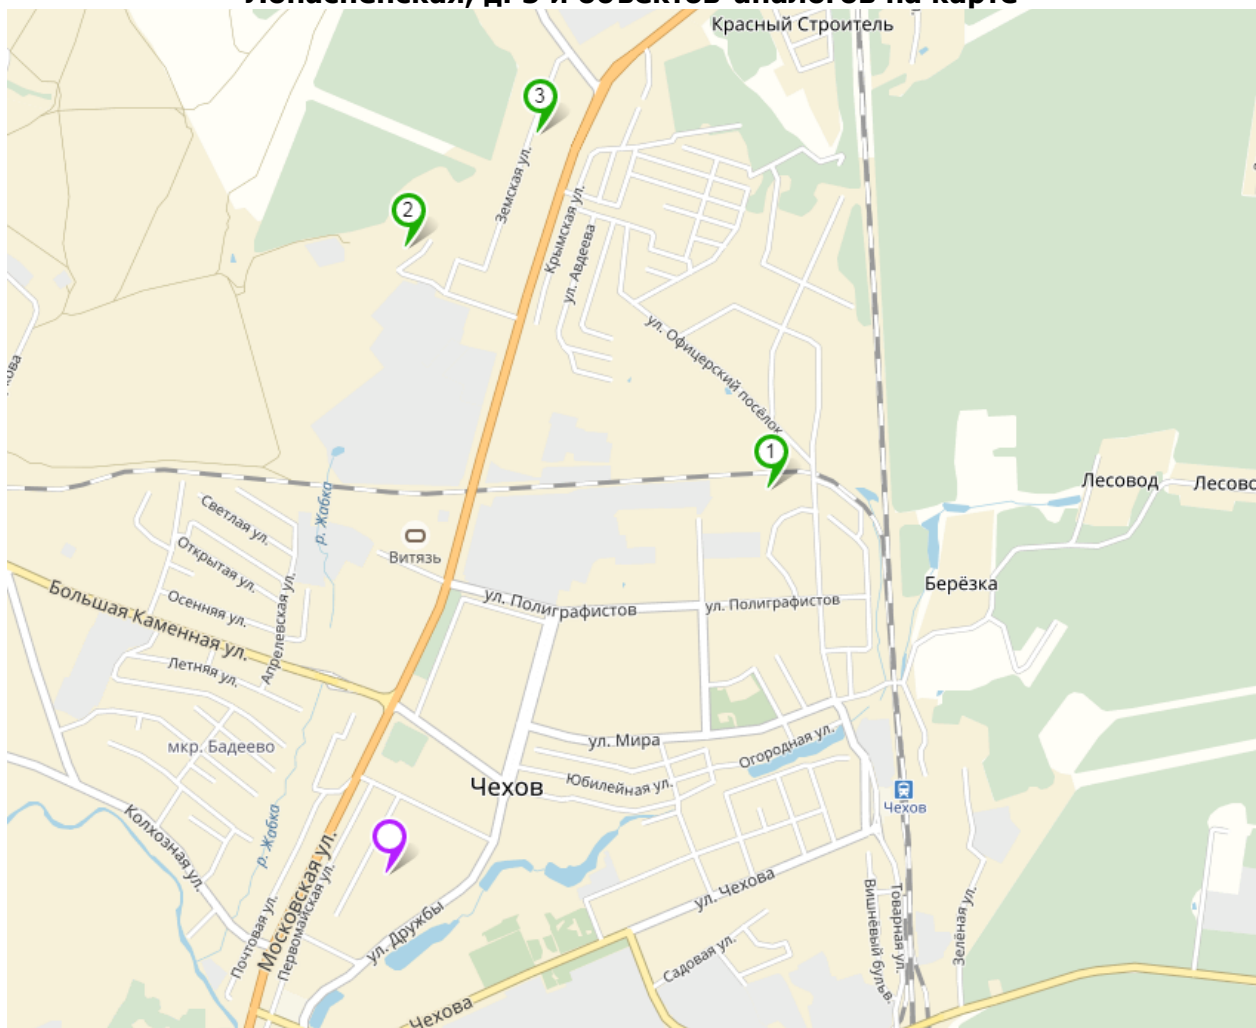 Лопасненская, д. 5 и объектов-аналогов на карте
Красный Строитель
3
Земская ул.
2
Крымская ул.
ул. Авдеева
ул. Офицерский посёлок
1
Лесовод
Светлая ул.
р. Жабка
Витязь
Открытая ул.
Берёзка
Большая Каменная ул.
Осенняя ул.
Апрелевская ул.
ул. Полиграфистов
ул. Полиграфистов
Летняя ул.
мкр. Бадеево
ул. Мира
Огородная ул.
Чехов
Юбилейная ул.
Чехов
Колхозная ул.
р. Жабка
Московская ул.
Первомайская ул.
Почтовая ул.
ул. Дружбы
ул. Чехова
Вишнёвый бульв.
Товарная ул.
Зелёная ул.
Садовая ул.
Чехова